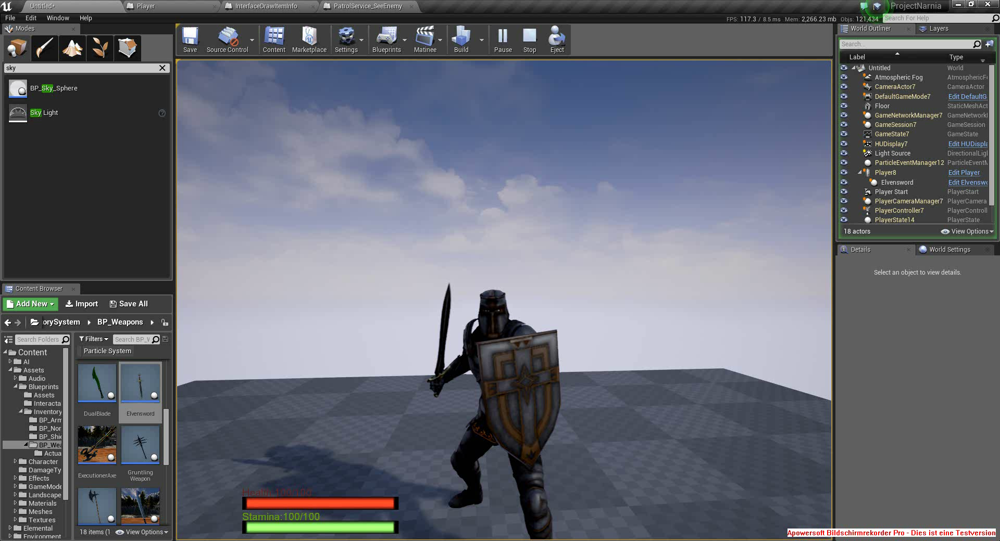 Untitled*
Player
InterfaceDrawItemInfo
PatrolService_SeeEnemy
ProjectNarnia
File Edit Window Help
FPS: 117.3 / 8.5 ms Mem: 2,266.23 mb Objs: 121,434
Search For Help
Modes
Save
Source Control
Content
Marketplace
Settings
Blueprints
Matinee
Build
Pause
Stop
Eject
World Outliner
Layers
sky
Search...
Label Type
BP_Sky_Sphere
Sky Light
Untitled World
Atmospheric Fog AtmosphericF
CameraActor7 CameraActor
DefaultGameMode7 Edit DefaultG
Floor StaticMeshAct
GameNetworkManager7 GameNetwork
GameSession7 GameSession
GameState7 GameState
HUDisplay7 Edit HUDispla
Light Source DirectionalLig
ParticleEventManager12 ParticleEvent
Player8 Edit Player
Elvensword Edit Elvensw
Player Start PlayerStart
PlayerCameraManager7 PlayerCamera
PlayerController7 PlayerControll
PlayerState14 PlayerState
18 actors View Options
Details
World Settings
Select an object to view details.
Content Browser
Add New Import Save All
orySystem BP_Weapons
Search Folders
Filters Search BP_W
Particle System
Content
AI
Assets
Audio
Blueprints
Assets
Interacta
Inventory
BP_Arm
BP_Nor
BP_Shie
BP_Wea
Actua
Character
DamageTy
Effects
GameMode
Landscape
Materials
Meshes
Textures
Elemental
Environment
DualBlade
Elvensword
ExecutionerAxe
Gruntling
Weapon
18 items (1 View Options
Health:100/100
Stamina:100/100
Apowersoft Bildschirmrekorder Pro - Dies ist eine Testversion